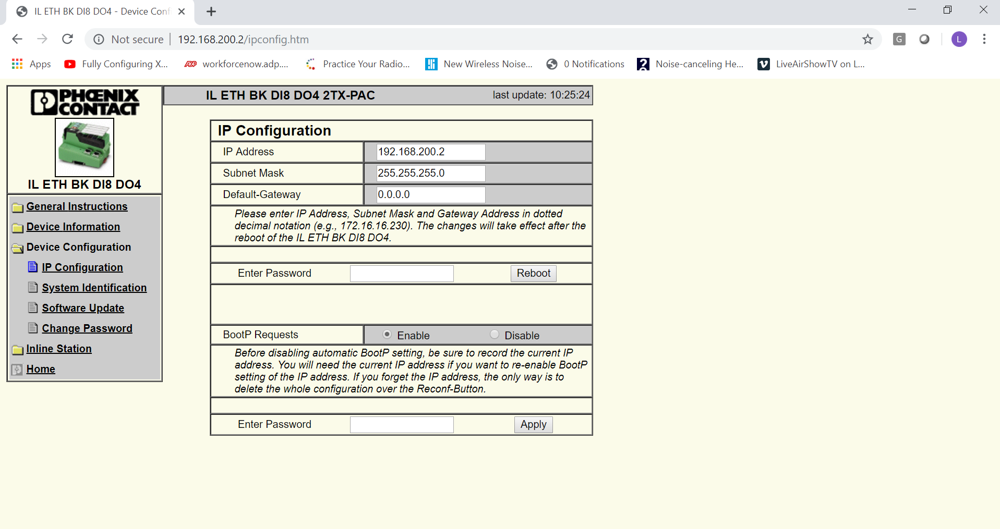 IL ETH BK DI8 DO4 - Device Conf
Not secure
192.168.200.2/ipconfig.htm
G
L
Apps
Fully Configuring X...
ADP
workforcenow.adp....
Practice Your Radio...
New Wireless Noise...
0 Notifications
?
Noise-canceling He...
V
LiveAirShowTV on L...
PHŒNIX
CONTACT
IL ETH BK DI8 DO4
IL ETH BK DI8 DO4 2TX-PAC
last update: 10:25:24
General Instructions
Device Information
Device Configuration
IP Configuration
System Identification
Software Update
Change Password
Inline Station
Home
IP Configuration
IP Address
192.168.200.2
Subnet Mask
255.255.255.0
Default-Gateway
0.0.0.0
Please enter IP Address, Subnet Mask and Gateway Address in dotted
decimal notation (e.g., 172.16.16.230). The changes will take effect after the
reboot of the IL ETH BK DI8 DO4.
Enter Password
Reboot
BootP Requests
Enable
Disable
Before disabling automatic BootP setting, be sure to record the current IP
address. You will need the current IP address if you want to re-enable BootP
setting of the IP address. If you forget the IP address, the only way is to
delete the whole configuration over the Reconf-Button.
Enter Password
Apply